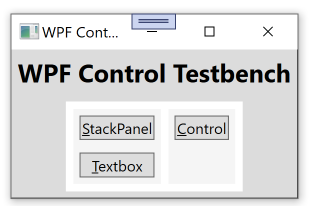 WPF Cont...
WPF Control Testbench
StackPanel
Control
Textbox